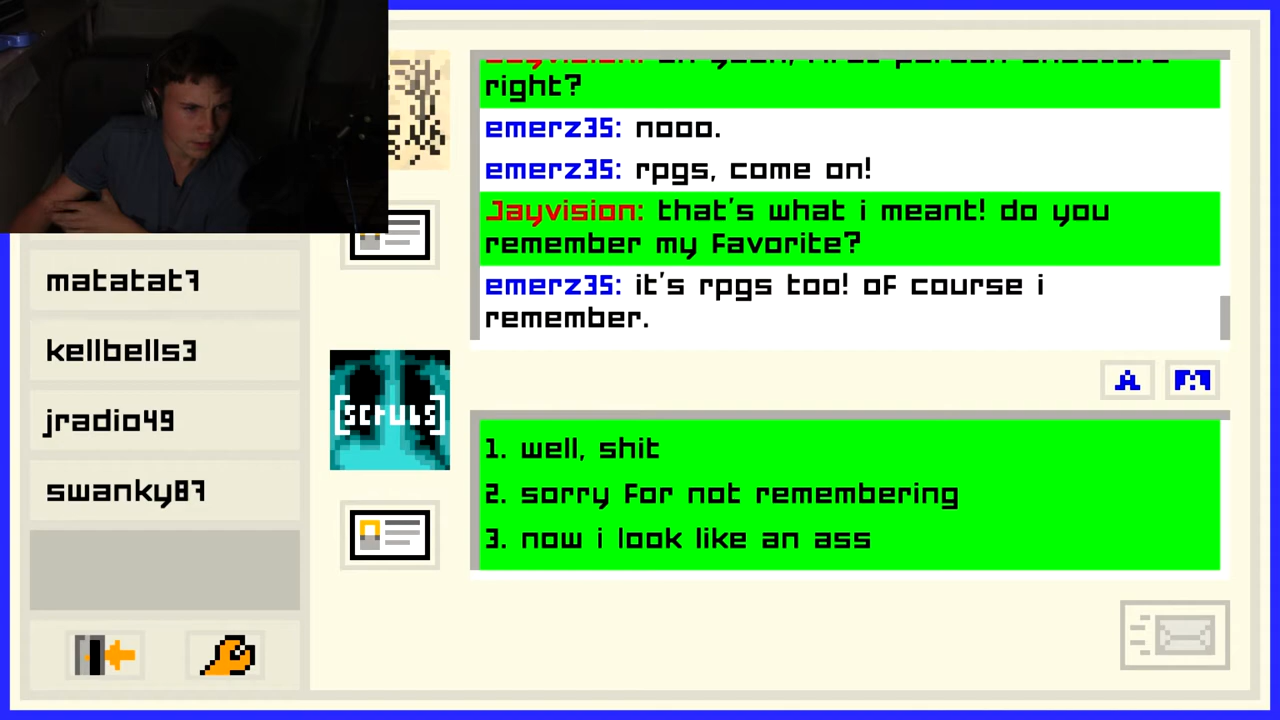 right?
emerz35: nooo.
emerz35: rpgs, come on!
Jayvision: that's what i meant! do you
remember my favorite?
emerz35: it's rpgs too! of course i
remember.
matatat7
kellbells3
jradio49
swanky87
[scrubs]
A
1. well, shit
2. sorry for not remembering
3. now i look like an ass